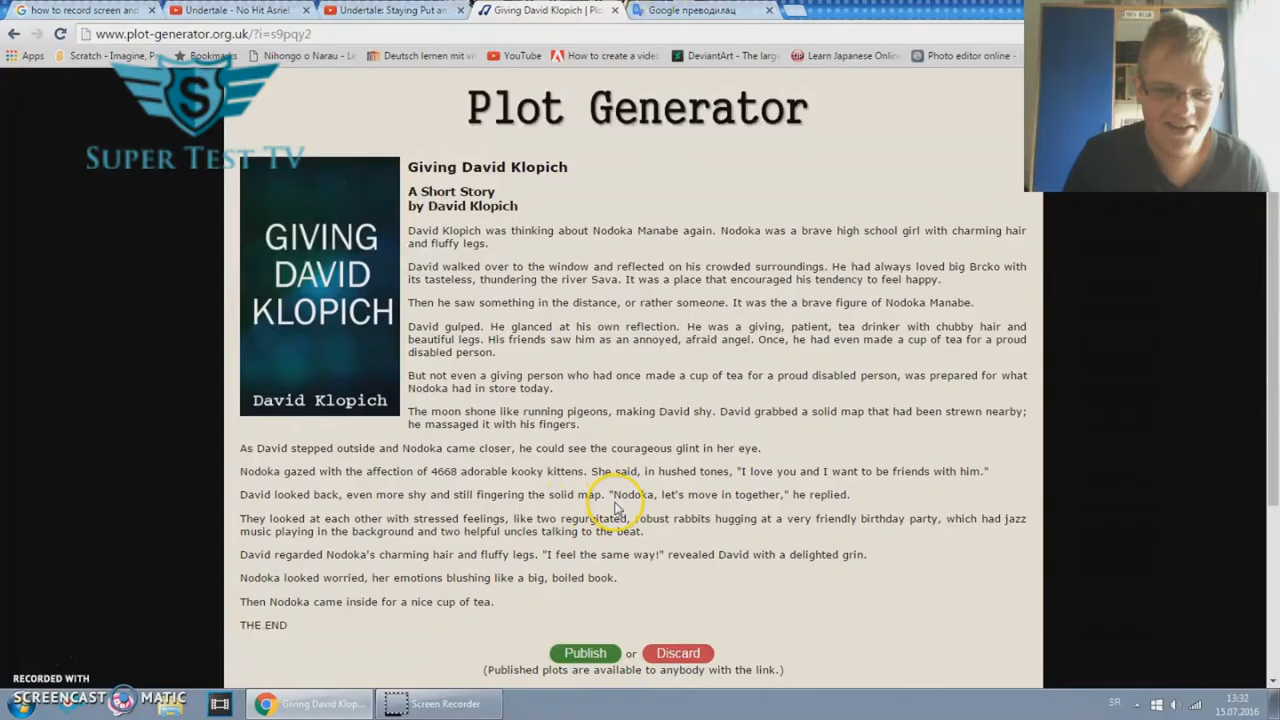 how to record screen and
Undertale - No Hit Asriel
Undertale: Staying Put an
Giving David Klopich | Plo
Google преводилац
www.plot-generator.org.uk/?i=s9pqy2
Apps
Scratch - Imagine, Pro
Bookmarks
Nihongo o Narau - Le
Deutsch lernen mit
YouTube
How to create a video
DeviantArt - The large
Learn Japanese Online
Photo editor online -
S
SUPER TEST TV
Plot Generator
GIVING
DAVID
KLOPICH
David Klopich
Giving David Klopich
A Short Story
by David Klopich
David Klopich was thinking about Nodoka Manabe again. Nodoka was a brave high school girl with charming hair
and fluffy legs.
David walked over to the window and reflected on his crowded surroundings. He had always loved big Brcko with
its tasteless, thundering the river Sava. It was a place that encouraged his tendency to feel happy.
Then he saw something in the distance, or rather someone. It was the a brave figure of Nodoka Manabe.
David gulped. He glanced at his own reflection. He was a giving, patient, tea drinker with chubby hair and
beautiful legs. His friends saw him as an annoyed, afraid angel. Once, he had even made a cup of tea for a proud
disabled person.
But not even a giving person who had once made a cup of tea for a proud disabled person, was prepared for what
Nodoka had in store today.
The moon shone like running pigeons, making David shy. David grabbed a solid map that had been strewn nearby;
he massaged it with his fingers.
As David stepped outside and Nodoka came closer, he could see the courageous glint in her eye.
Nodoka gazed with the affection of 4668 adorable kooky kittens. She said, in hushed tones, "I love you and I want to be friends with him."
David looked back, even more shy and still fingering the solid map. "Nodoka, let's move in together," he replied.
They looked at each other with stressed feelings, like two regurgitated, robust rabbits hugging at a very friendly birthday party, which had jazz
music playing in the background and two helpful uncles talking to the beat.
David regarded Nodoka's charming hair and fluffy legs. "I feel the same way!" revealed David with a delighted grin.
Nodoka looked worried, her emotions blushing like a big, boiled book.
Then Nodoka came inside for a nice cup of tea.
THE END
Publish or Discard
(Published plots are available to anybody with the link.)
RECORDED WITH
SCREENCAST MATIC
Giving David Klop...
Screen Recorder
SR
13:32
15.07.2016